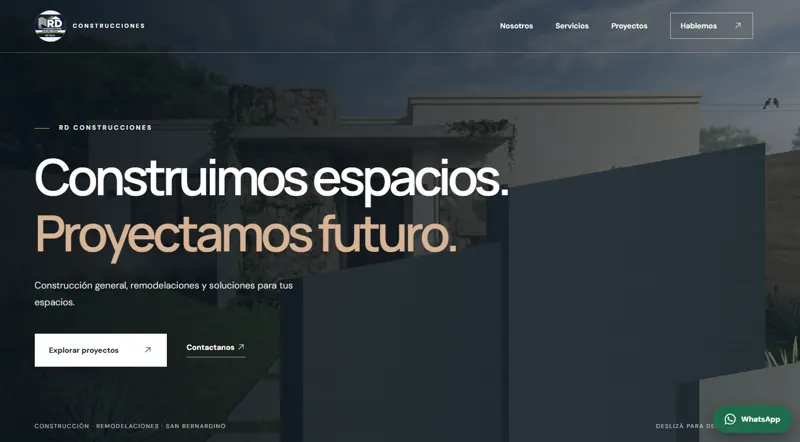 RD
CONSTRUCCIONES
Nosotros
Servicios
Proyectos
Hablemos
RD CONSTRUCCIONES
Construimos espacios.
Proyectamos futuro.
Construcción general, remodelaciones y soluciones para tus
espacios.
Explorar proyectos
Contactanos
CONSTRUCCIÓN · REMODELACIONES · SAN BERNARDINO
DESLIZÁ PARA
WhatsApp